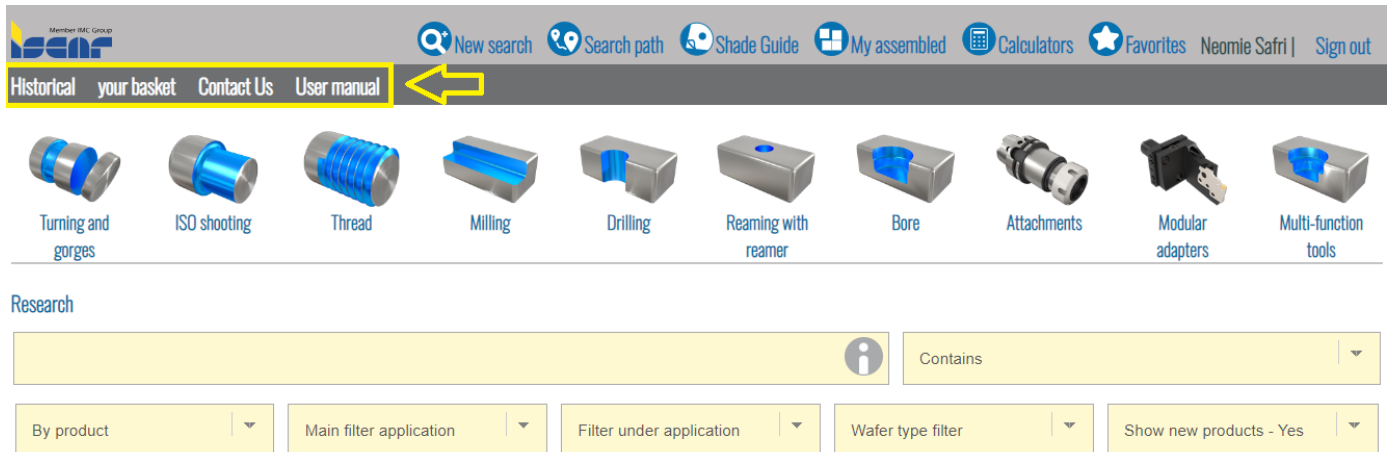 Member IMC Group
iscar
New search Search path Shade Guide My assembled Calculators Favorites Neomie Safri | Sign out
Historical your basket Contact Us User manual
Turning and gorges
ISO shooting
Thread
Milling
Drilling
Reaming with reamer
Bore
Attachments
Modular adapters
Multi-function tools
Research
Contains
By product Main filter application Filter under application Wafer type filter Show new products - Yes